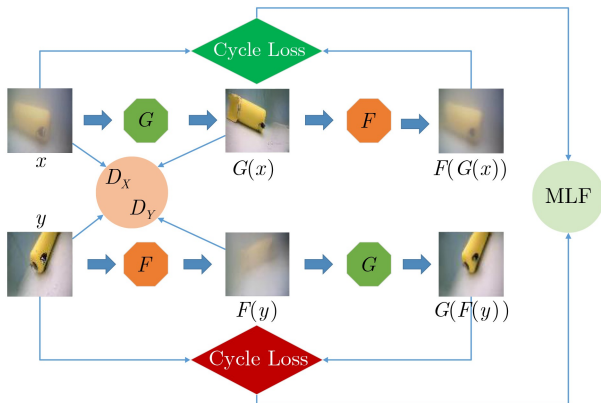 Cycle Loss
G
F
x
G(x)
F(G(x))
D_X
D_Y
MLF
y
F
G
F(y)
G(F(y))
Cycle Loss